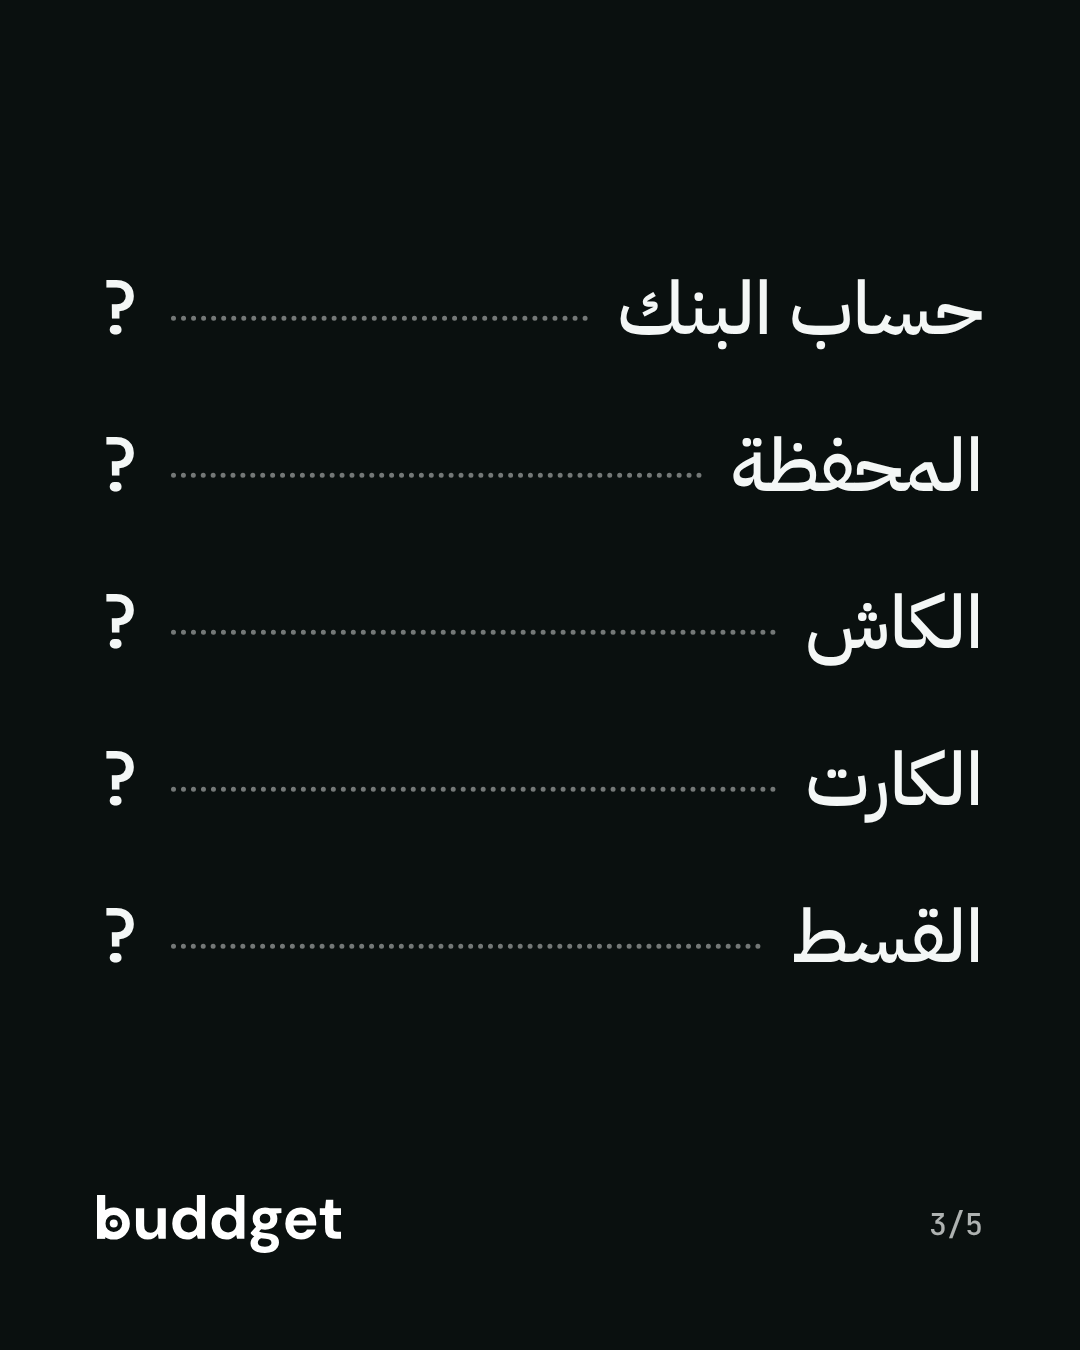 حساب البنك ........................................ ?
المحفظة ........................................ ?
الكاش ........................................ ?
الكارت ........................................ ?
القسط ........................................ ?
buddget
3/5